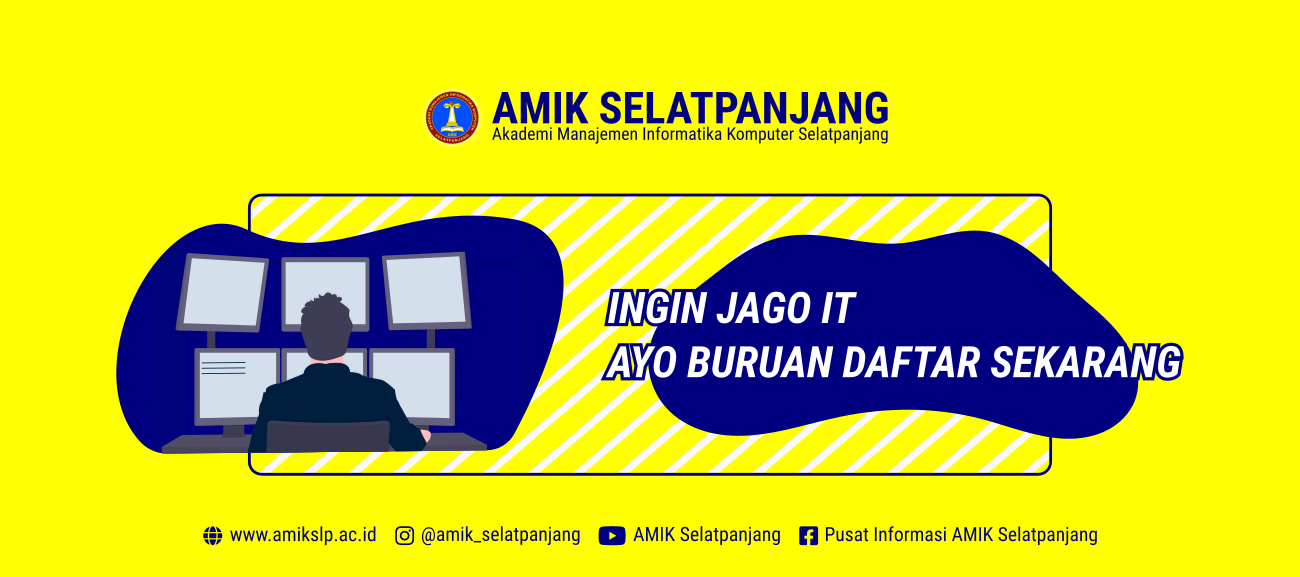 AMIK SELATPANJANG
Akademi Manajemen Informatika Komputer Selatpanjang
INGIN JAGO IT
AYO BURUAN DAFTAR SEKARANG
www.amikslp.ac.id @amik_selatpanjang AMIK Selatpanjang Pusat Informasi AMIK Selatpanjang